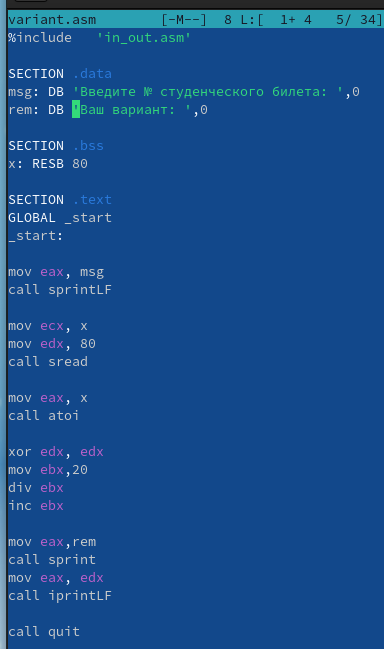 variant.asm [-M--] 8 L:[ 1+ 4 5/ 34]
%include 'in_out.asm'
SECTION .data
msg: DB 'Введите № студенческого билета: ',0
rem: DB 'Ваш вариант: ',0
SECTION .bss
x: RESB 80
SECTION .text
GLOBAL _start
_start:
mov eax, msg
call sprintLF
mov ecx, x
mov edx, 80
call sread
mov eax, x
call atoi
xor edx, edx
mov ebx,20
div ebx
inc ebx
mov eax,rem
call sprint
mov eax, edx
call iprintLF
call quit